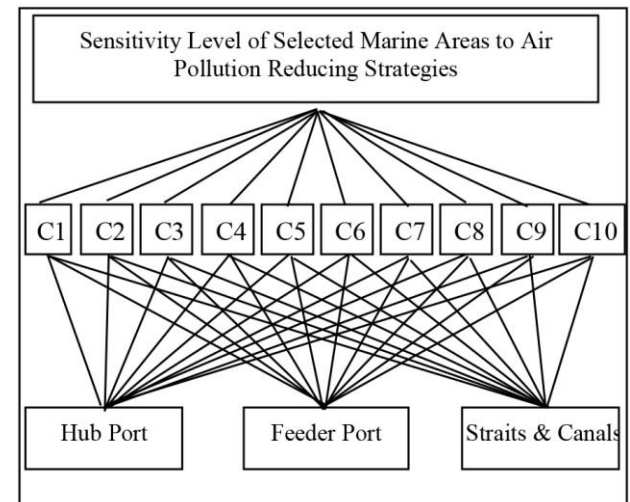 Sensitivity Level of Selected Marine Areas to Air
Pollution Reducing Strategies
C1 C2 C3 C4 C5 C6 C7 C8 C9 C10
Hub Port Feeder Port Straits & Canals